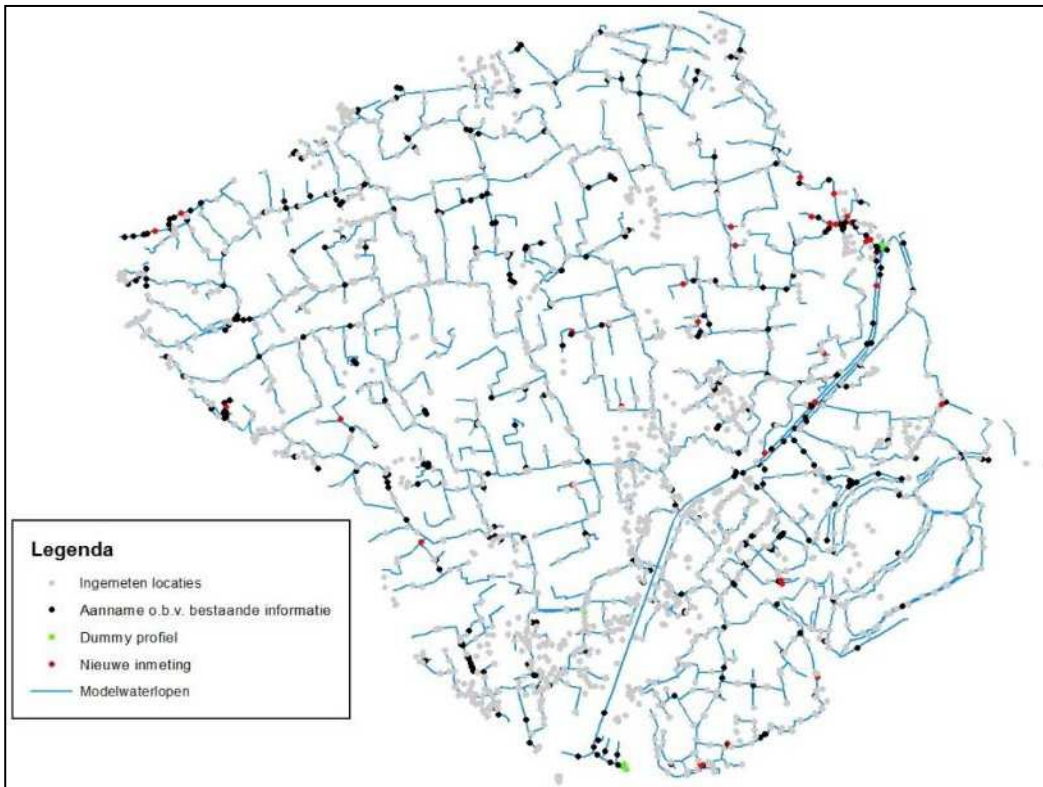 Legenda
Ingemeten locaties
Aanname o.b.v. bestaande informatie
Dummy profiel
Nieuwe inmeting
Modelwaterlopen